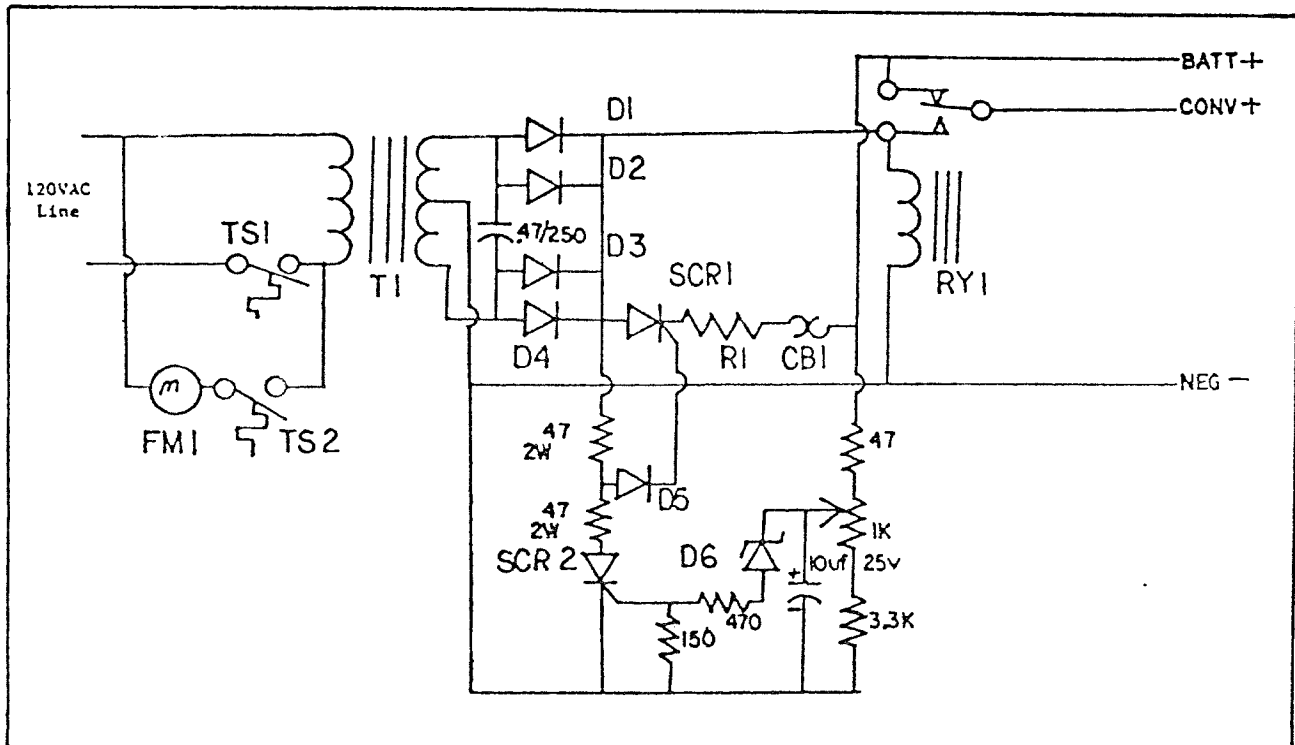 BATT+
CONV+
120VAC
Line
TS1
T1
D1
D2
.47/250
D3
D4
SCR1
R1
CB1
RY1
NEG -
m
FM1
TS2
47
2W
D5
47
2W
SCR 2
D6
47
1K
+
10uf
25v
-
470
150
3.3K